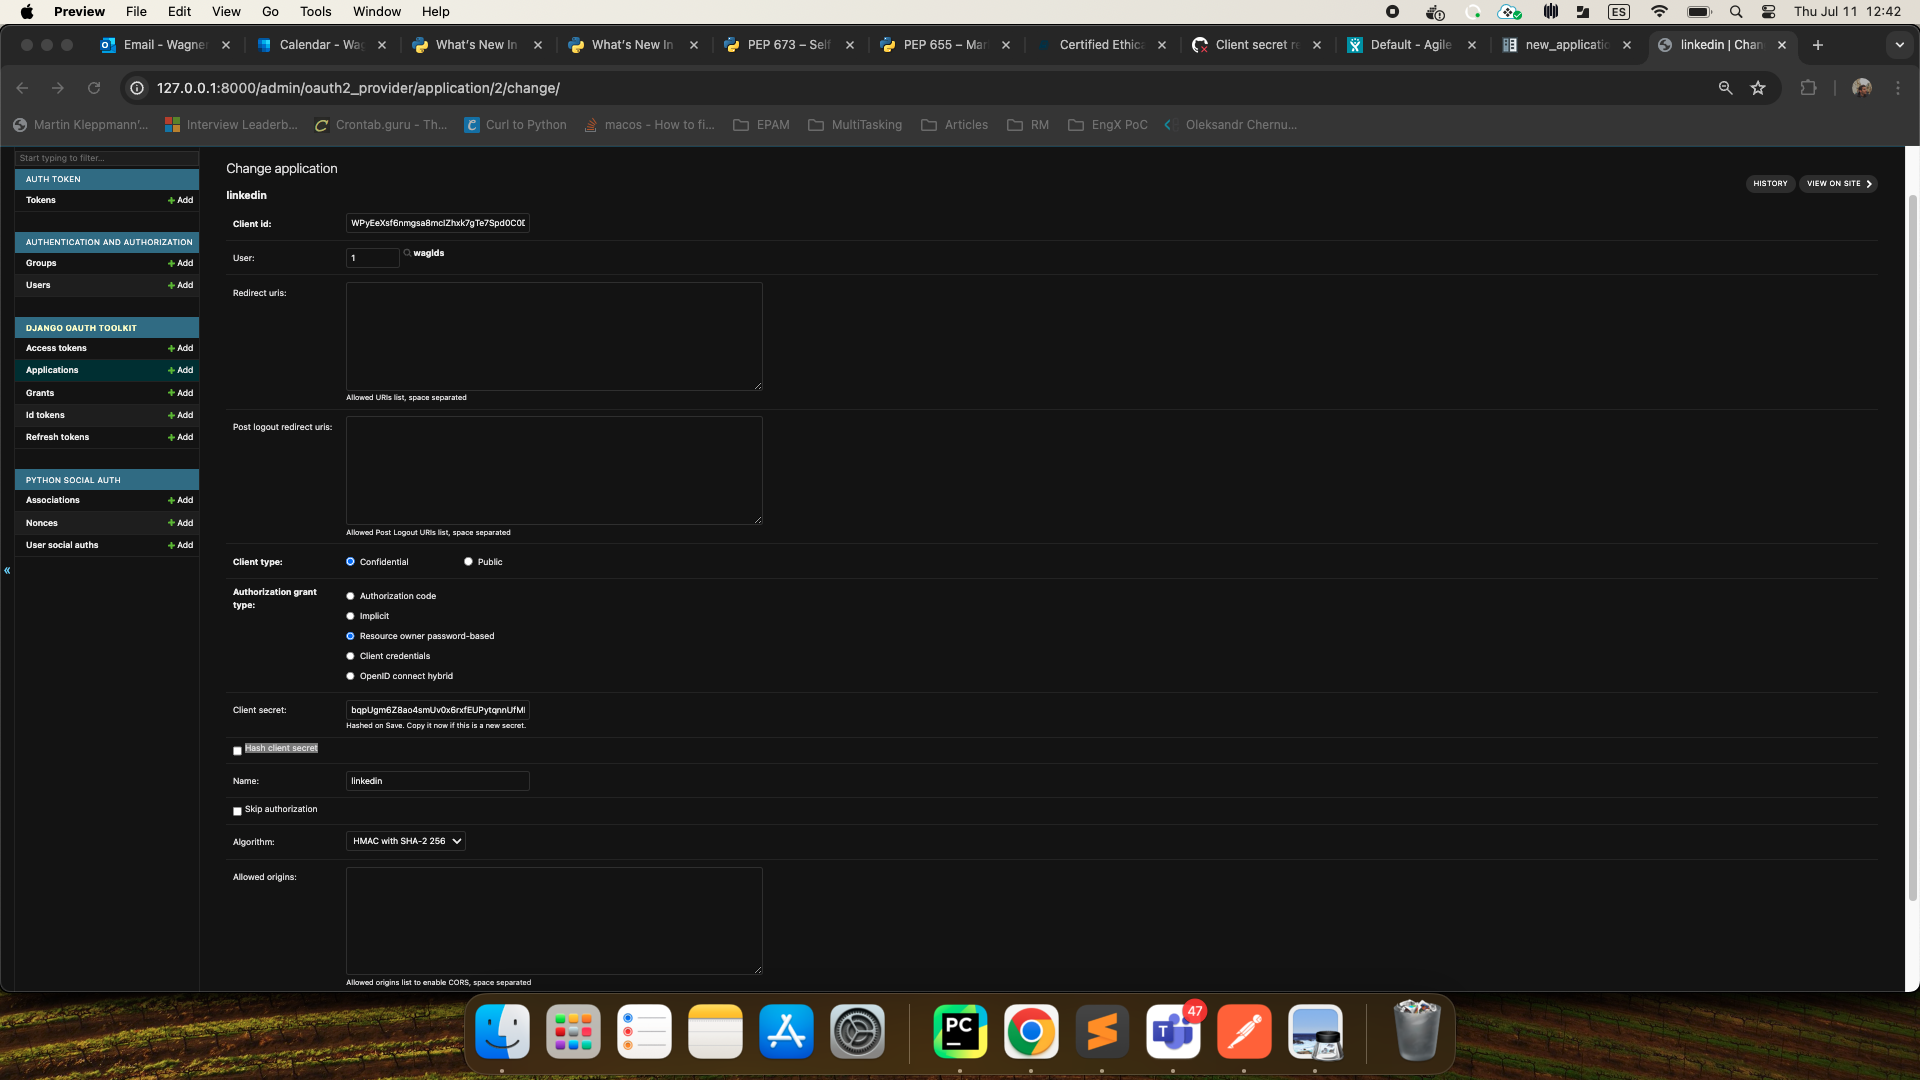 Preview File Edit View Go Tools Window Help ES Thu Jul 11 12:42
Email - Wagne Calendar - Wag What's New In What's New In PEP 673 – Self PEP 655 – Mar Certified Ethic Client secret re Default - Agile new_applicatio linkedin | Chan
127.0.0.1:8000/admin/oauth2_provider/application/2/change/
Martin Kleppmann'... Interview Leaderb... Crontab.guru - Th... Curl to Python macos - How to fi... EPAM MultiTasking Articles RM EngX PoC Oleksandr Chernu...
Start typing to filter...
AUTH TOKEN
Tokens Add
AUTHENTICATION AND AUTHORIZATION
Groups Add
Users Add
DJANGO OAUTH TOOLKIT
Access tokens Add
Applications Add
Grants Add
Id tokens Add
Refresh tokens Add
PYTHON SOCIAL AUTH
Associations Add
Nonces Add
User social auths Add
«
Change application
HISTORY VIEW ON SITE
linkedin
Client id:
User: 1 waglds
Redirect uris:
Allowed URIs list, space separated
Post logout redirect uris:
Allowed Post Logout URIs list, space separated
Client type: Confidential Public
Authorization grant type:
Authorization code
Implicit
Resource owner password-based
Client credentials
OpenID connect hybrid
Client secret:
Hashed on Save. Copy it now if this is a new secret.
Hash client secret
Name: linkedin
Skip authorization
Algorithm: HMAC with SHA-2 256
Allowed origins:
Allowed origins list to enable CORS, space separated
PC
T
47